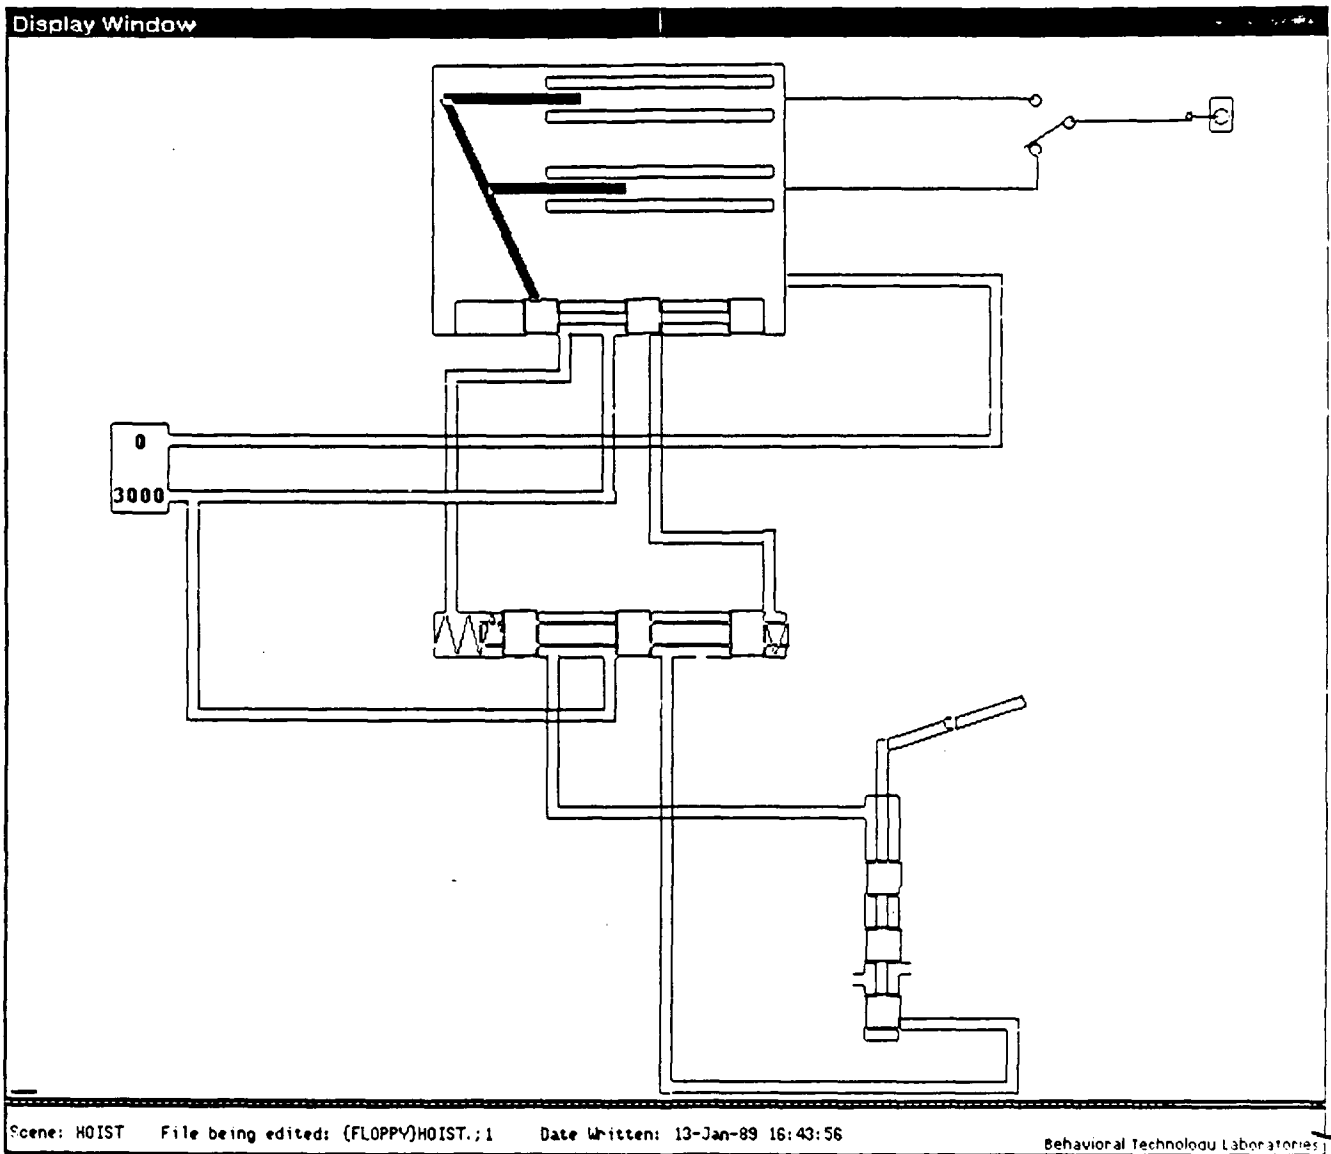 Display Window
0
3000
Scene: HOIST File being edited: {FLOPPY}HOIST.;1 Date Written: 13-Jan-89 16:43:56
Behavioral Technology Laboratories